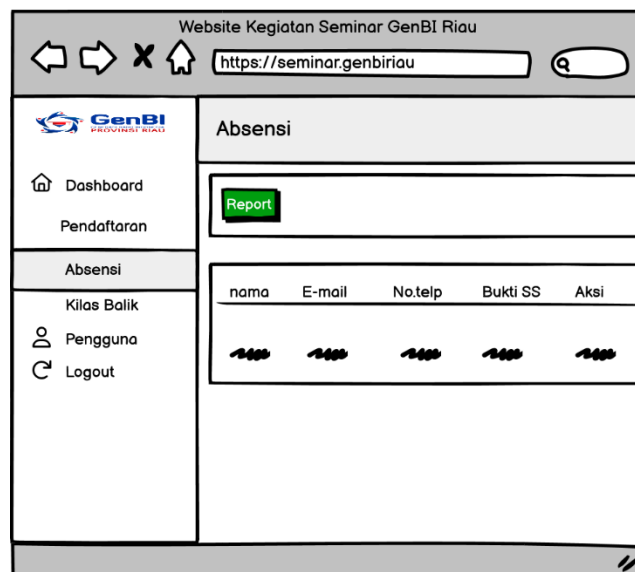 Website Kegiatan Seminar GenBI Riau
https://seminar.genbiriau
GenBI
PROVINSI RIAU
Absensi
Dashboard
Pendaftaran
Absensi
Kilas Balik
Pengguna
Logout
Report
nama E-mail No.telp Bukti SS Aksi